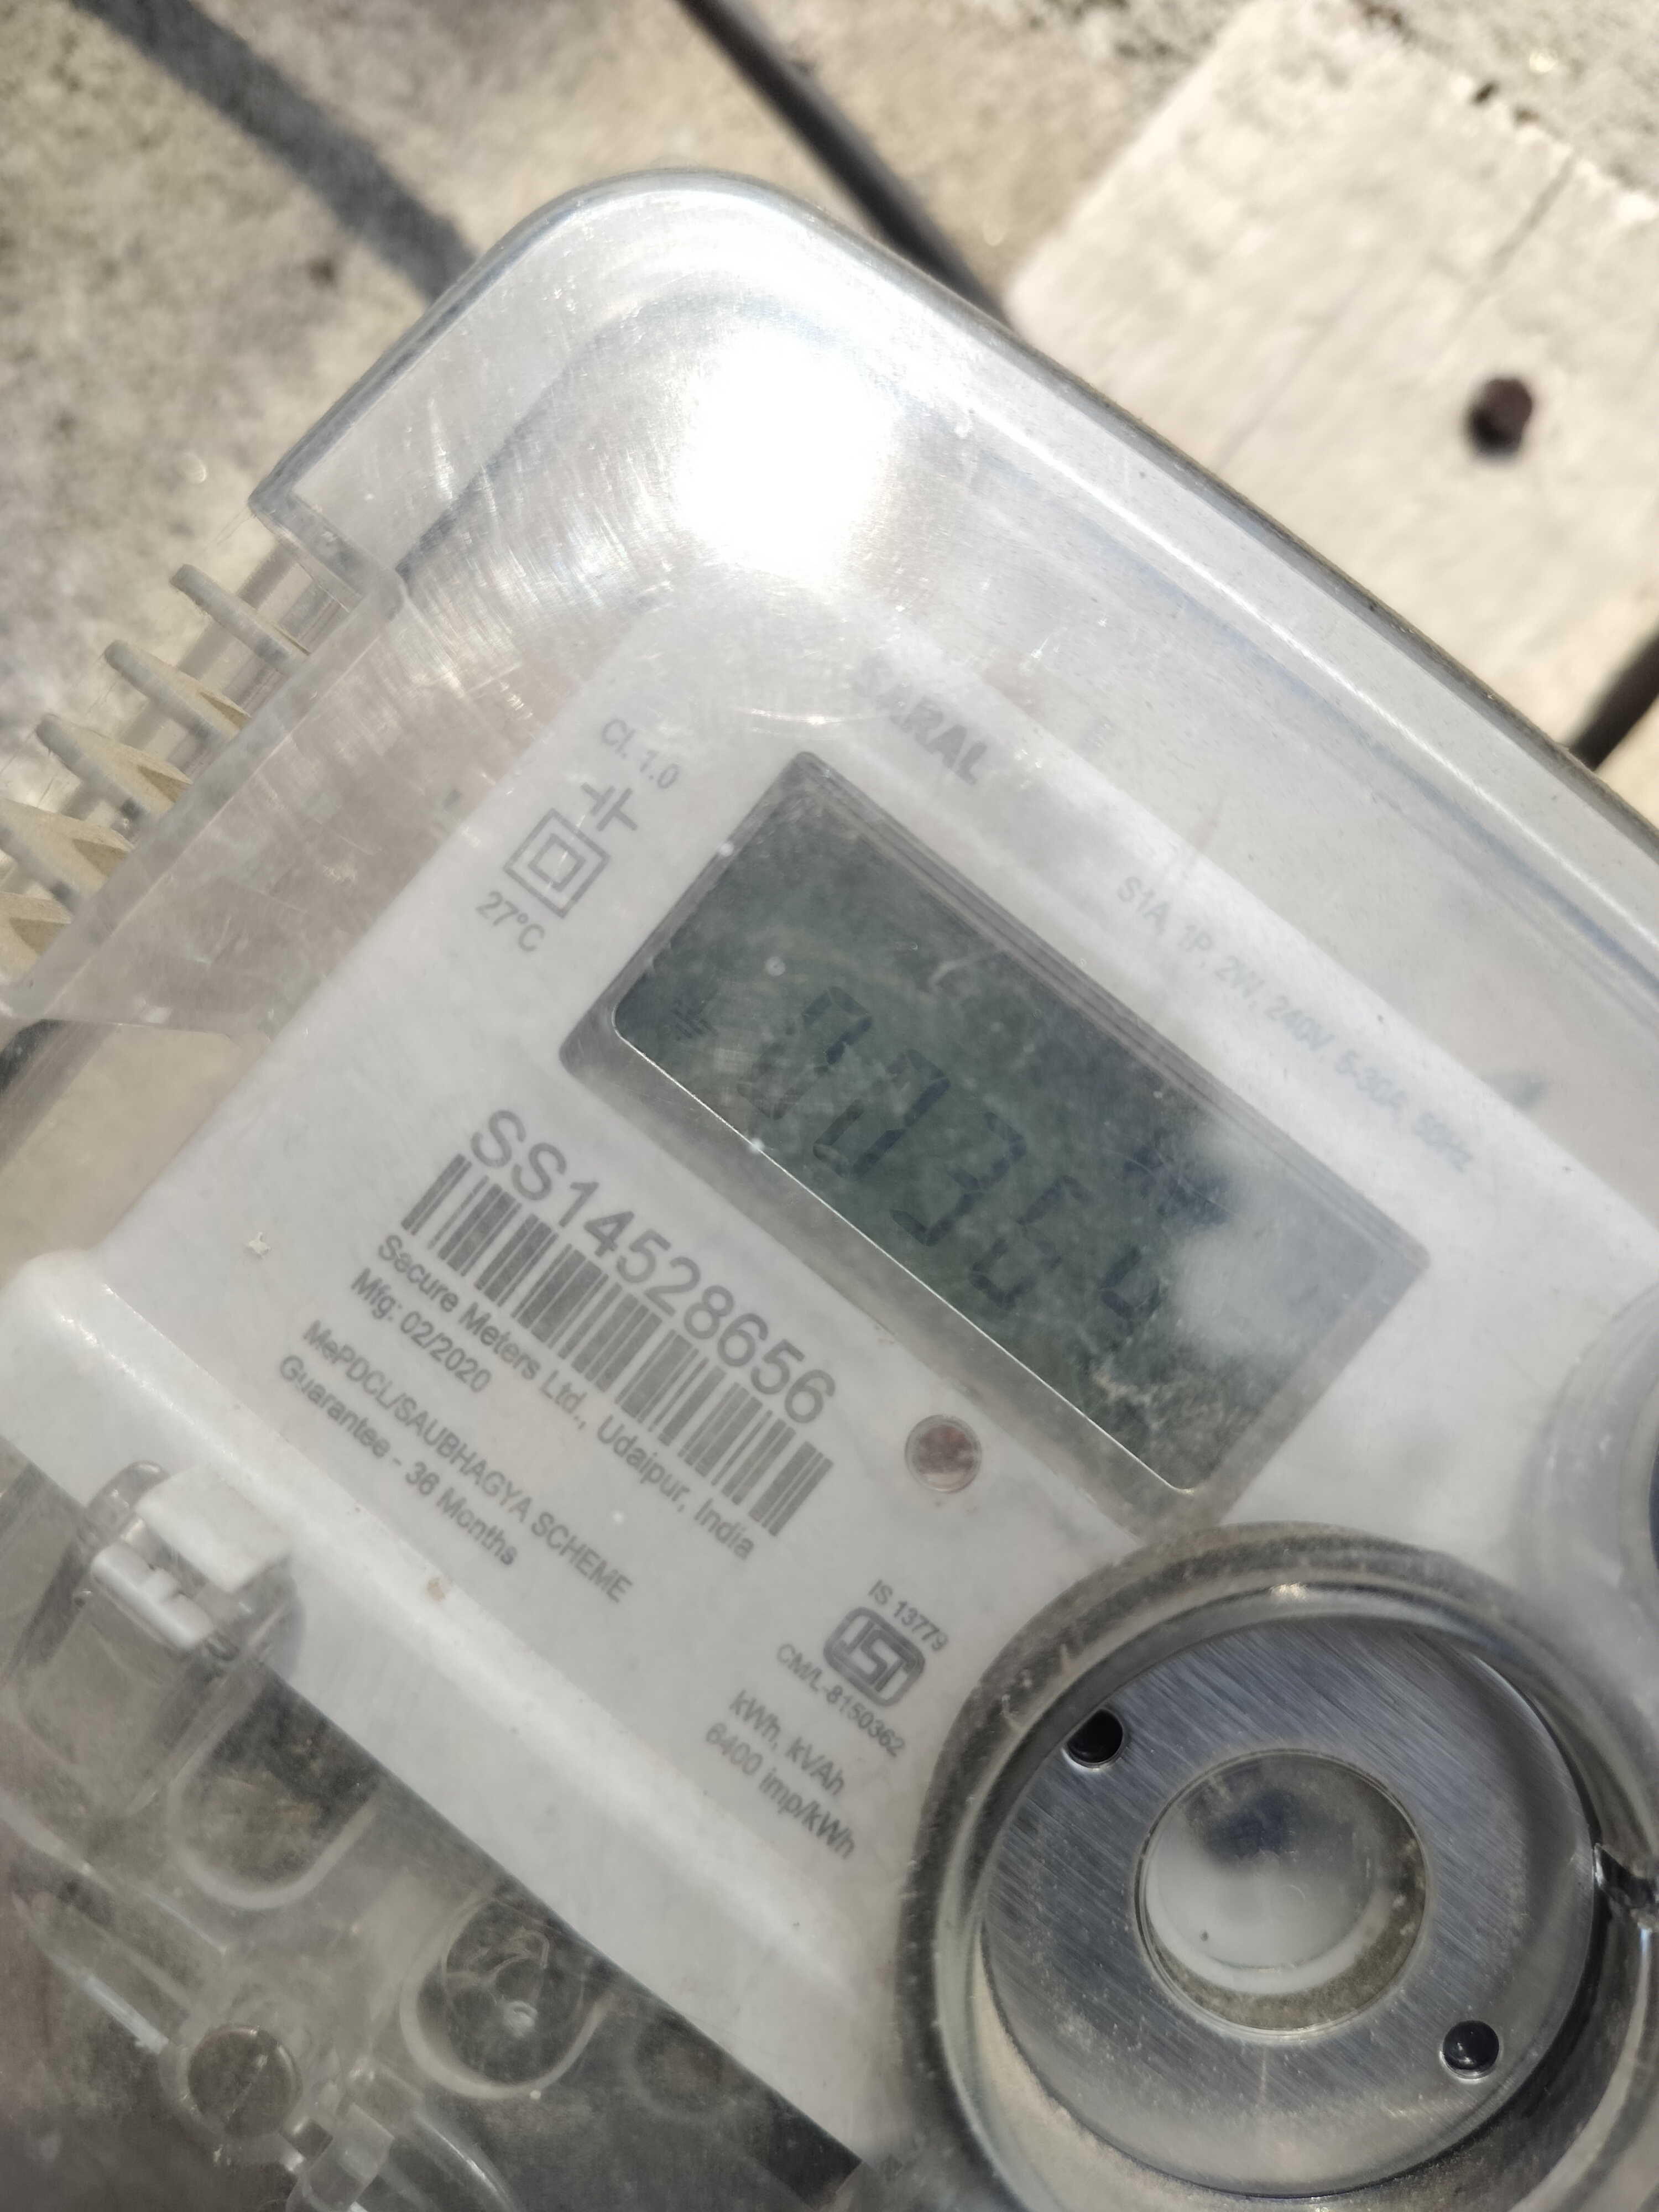 Cl. 1.0
27°C
S1A, 1P, 2W, 240V, 5-30A, 50Hz
SS14528656
Secure Meters Ltd., Udaipur, India
Mfg: 02/2020
MePDCL/SAUBHAGYA SCHEME
Guarantee - 36 Months
IS 13779
ISI
CM/L-8150362
kWh, kVAh
6400 imp/kWh